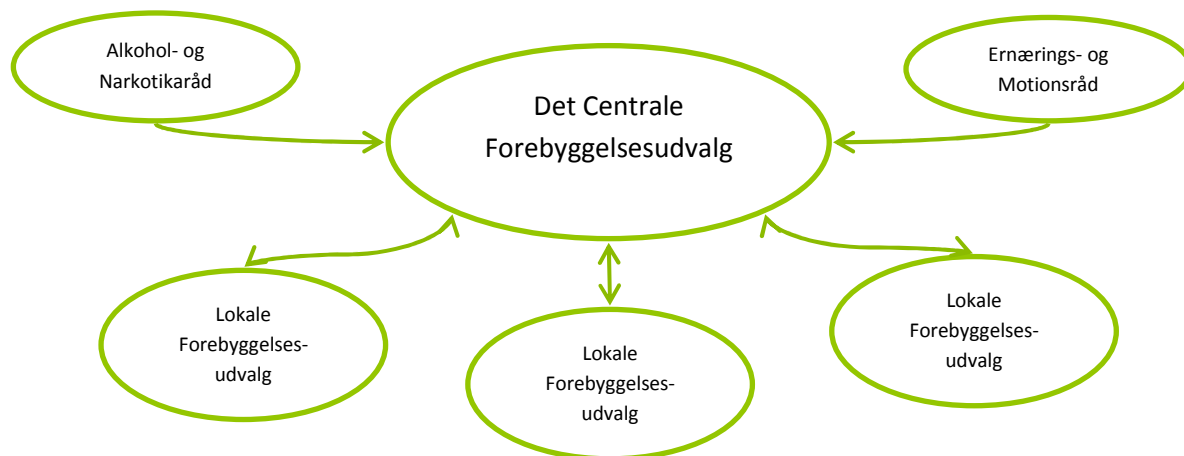 Alkohol- og
Narkotikaråd
Det Centrale
Forebyggelsesudvalg
Ernærings- og
Motionsråd
Lokale
Forebyggelses-
udvalg
Lokale
Forebyggelses-
udvalg
Lokale
Forebyggelses-
udvalg